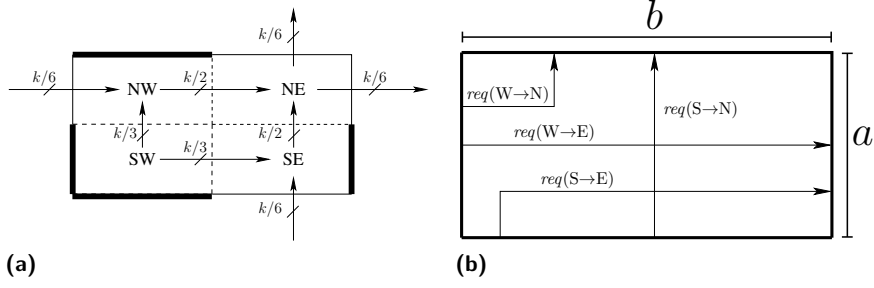 k/6
b
k/6
k/2
k/6
NW
NE
req(W→N)
req(S→N)
k/3
k/2
req(W→E)
a
k/3
SW
SE
req(S→E)
k/6
(a)
(b)